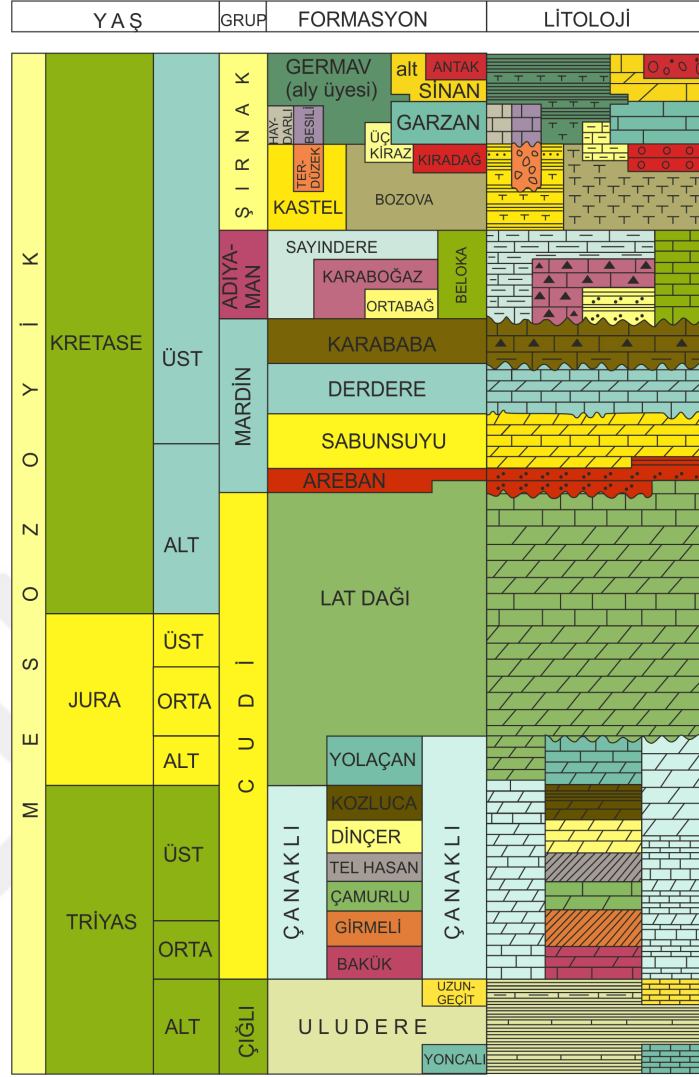 YAŞ
GRUP
FORMASYON
LİTOLOJİ
MESOZOYİK
KRETASE
ÜST
ALT
JURA
ÜST
ORTA
ALT
TRİYAS
ÜST
ORTA
ALT
ŞIRNAK
ADIYA-
MAN
MARDİN
CUDİ
ÇIĞLI
GERMAV
(aly üyesi)
alt
SİNAN
ANTAK
HAY-
DARLI
BESILI
GARZAN
ÜÇ
KİRAZ
KIRADAĞ
TER-
DÜZEK
KASTEL
BOZOVA
SAYINDERE
KARABOĞAZ
ORTABAĞ
BELOKA
KARABABA
DERDERE
SABUNSUYU
AREBAN
LAT DAĞI
YOLAÇAN
ÇANAKLI
KOZLUCA
DİNÇER
TEL HASAN
ÇAMURLU
GİRMELİ
BAKÜK
ÇANAKLI
UZUN-
GEÇİT
ULUDERE
YONCALI